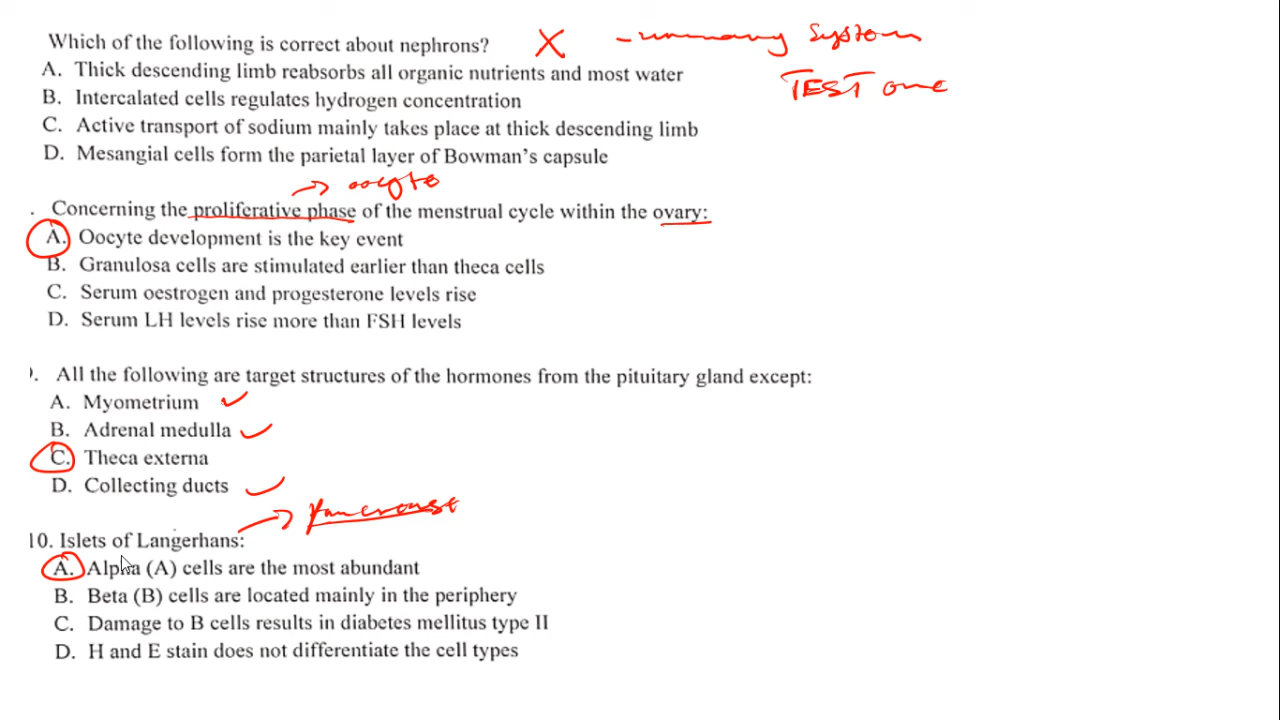 Which of the following is correct about nephrons? X System
A. Thick descending limb reabsorbs all organic nutrients and most water
TEST one
B. Intercalated cells regulates hydrogen concentration
C. Active transport of sodium mainly takes place at thick descending limb
D. Mesangial cells form the parietal layer of Bowman's capsule
→ oocyte
. Concerning the proliferative phase of the menstrual cycle within the ovary:
A. Oocyte development is the key event
B. Granulosa cells are stimulated earlier than theca cells
C. Serum oestrogen and progesterone levels rise
D. Serum LH levels rise more than FSH levels
. All the following are target structures of the hormones from the pituitary gland except:
A. Myometrium ✓
B. Adrenal medulla ✓
C. Theca externa
D. Collecting ducts ✓
10. Islets of Langerhans: →
A. Alpha (A) cells are the most abundant
B. Beta (B) cells are located mainly in the periphery
C. Damage to B cells results in diabetes mellitus type II
D. H and E stain does not differentiate the cell types